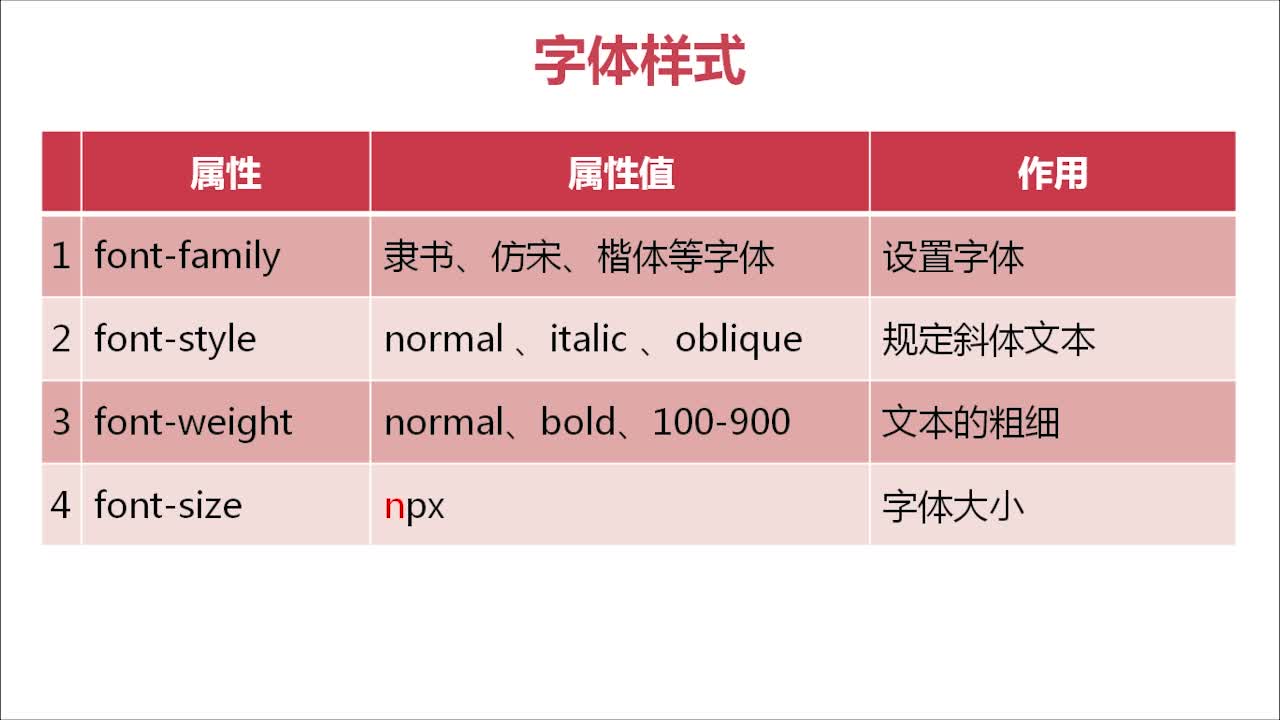 字体样式
属性 属性值 作用
1 font-family 隶书、仿宋、楷体等字体 设置字体
2 font-style normal 、italic 、oblique 规定斜体文本
3 font-weight normal、bold、100-900 文本的粗细
4 font-size npx 字体大小